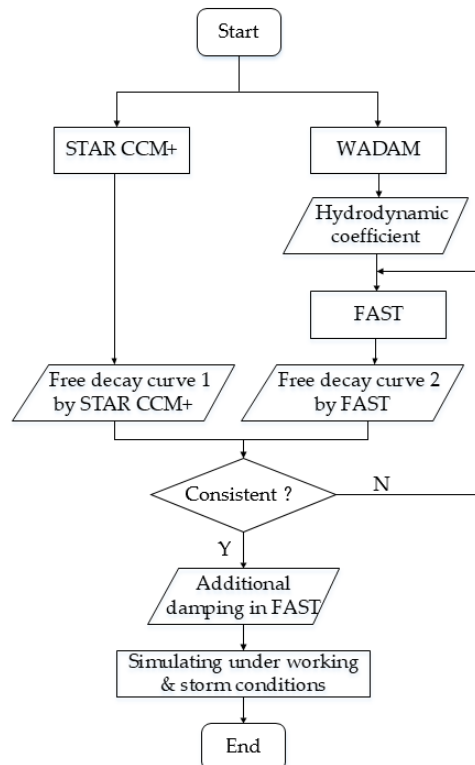 Start
STAR CCM+
WADAM
Hydrodynamic
coefficient
FAST
Free decay curve 1
by STAR CCM+
Free decay curve 2
by FAST
Consistent ?
N
Y
Additional
damping in FAST
Simulating under working
& storm conditions
End